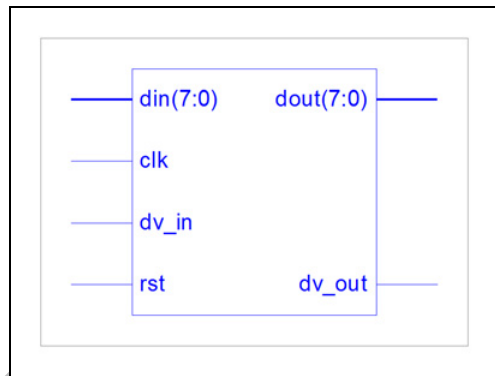 din(7:0) dout(7:0)
clk
dv_in
rst dv_out